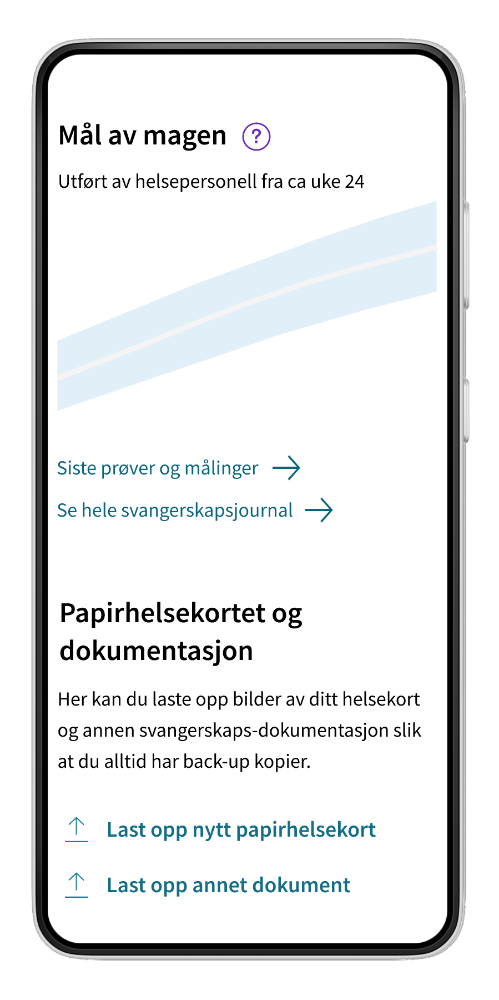 Mål av magen ?
Utført av helsepersonell fra ca uke 24
Siste prøver og målinger
Se hele svangerskapsjournal
Papirhelsekortet og
dokumentasjon
Her kan du laste opp bilder av ditt helsekort
og annen svangerskaps-dokumentasjon slik
at du alltid har back-up kopier.
Last opp nytt papirhelsekort
Last opp annet dokument